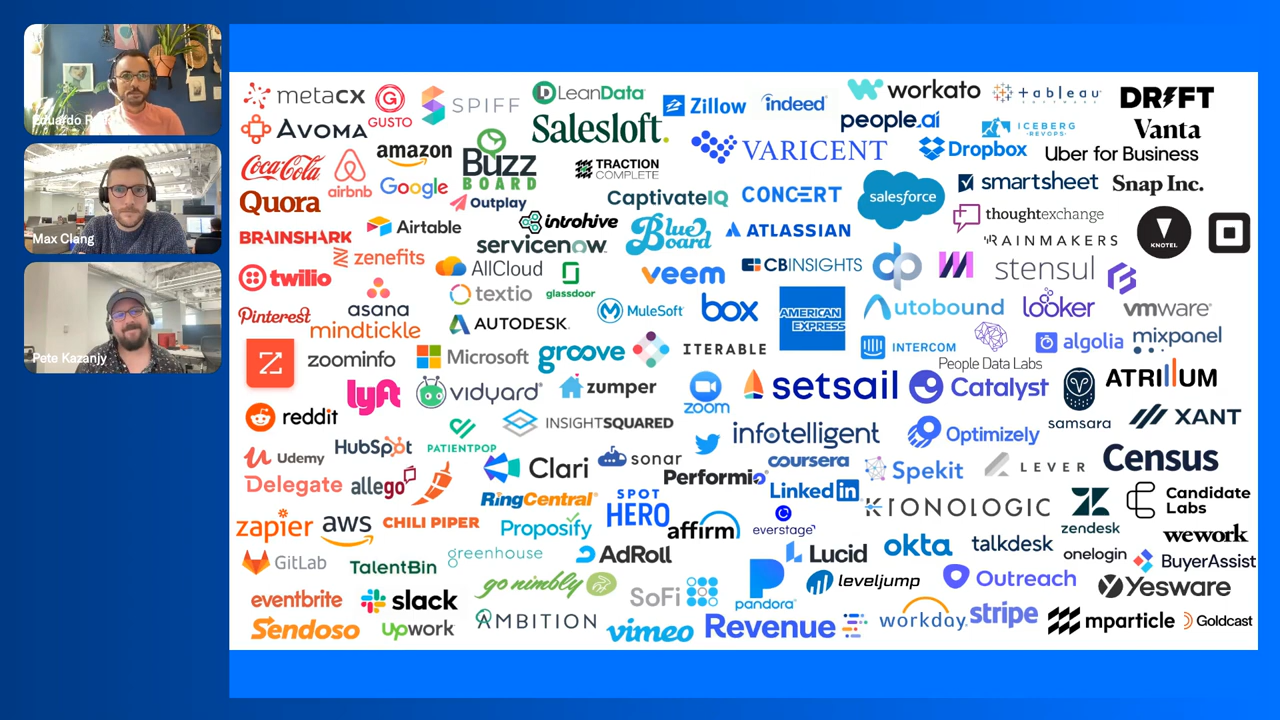 Eduardo
Max Clang
Pete Kazanjy
metacx
GUSTO
SPIFF
LeanData
Zillow
indeed
workato
tableau
SOFTWARE
DRIFT
AVOMA
Salesloft.
people.ai
ICEBERG
REVOPS
Vanta
Coca-Cola
airbnb
amazon
Google
BUZZ
BOARD
TRACTION
COMPLETE
VARICENT
Dropbox
Uber for Business
Quora
Outplay
CaptivateIQ
CONCERT
salesforce
smartsheet
Snap Inc.
BRAINSHARK
Airtable
introhive
servicenow
Blue
Board
ATLASSIAN
thoughtexchange
RAINMAKERS
KNOTEL
twilio
zenefits
AllCloud
textio
glassdoor
veem
CBINSIGHTS
dp
stensul
Pinterest
asana
mindtickle
AUTODESK
MuleSoft
box
AMERICAN
EXPRESS
Autobound
looker
vmware
zoominfo
Microsoft
groove
ITERABLE
INTERCOM
People Data Labs
algolia
mixpanel
lyft
vidyard
zumper
zoom
setsail
Catalyst
samsara
ATRIUM
reddit
HubSpot
PATIENTPOP
INSIGHTSQUARED
infotelligent
Optimizely
XANT
Udemy
Delegate
allego
Clari
sonar
Performio
coursera
Spekit
LEVER
Census
RingCentral
SPOT
HERO
LinkedIn
everstage
KRONOLOGIC
zendesk
Candidate
Labs
zapier
aws
CHILI PIPER
Proposify
affirm
wework
GitLab
TalentBin
greenhouse
AdRoll
Lucid
okta
talkdesk
onelogin
BuyerAssist
eventbrite
slack
go nimbly
SoFi
pandora
leveljump
Outreach
Yesware
Sendoso
Upwork
AMBITION
vimeo
Revenue
workday
stripe
mparticle
Goldcast